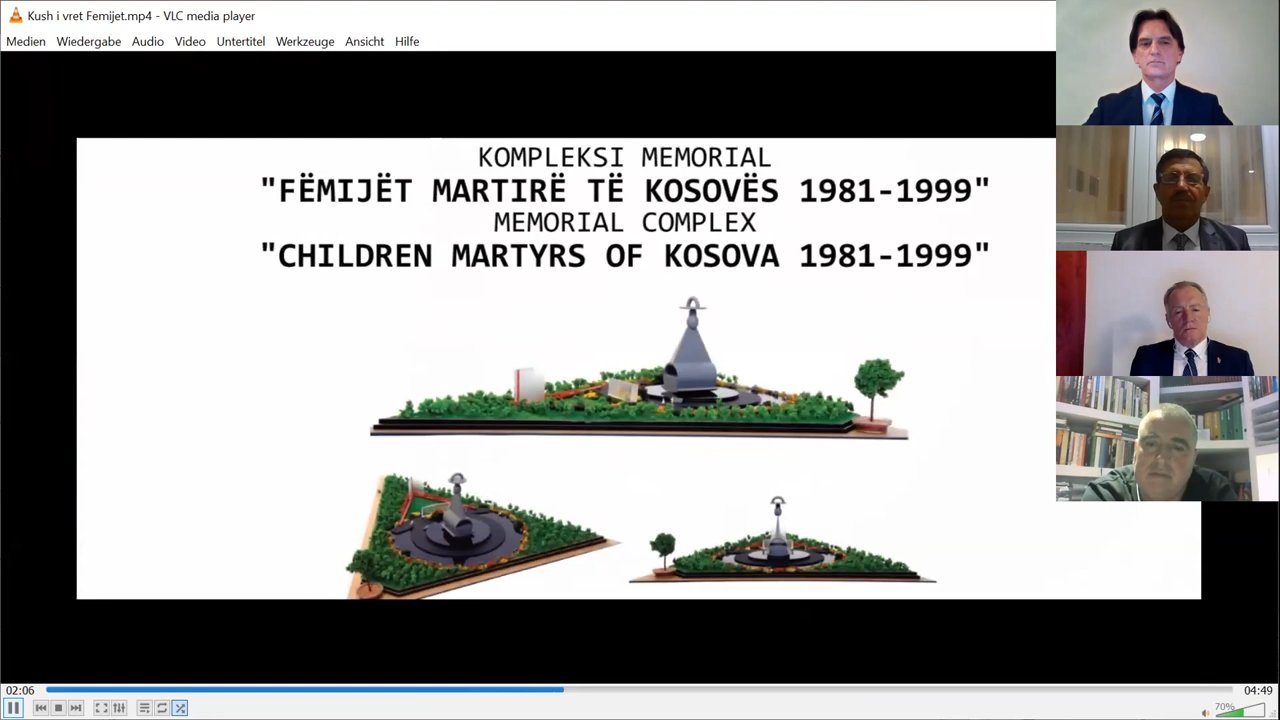 Kush i vret Femijet.mp4 - VLC media player
Medien Wiedergabe Audio Video Untertitel Werkzeuge Ansicht Hilfe
KOMPLEKSI MEMORIAL
"FËMIJËT MARTIRË TË KOSOVËS 1981-1999"
MEMORIAL COMPLEX
"CHILDREN MARTYRS OF KOSOVA 1981-1999"
02:06
04:49
70%